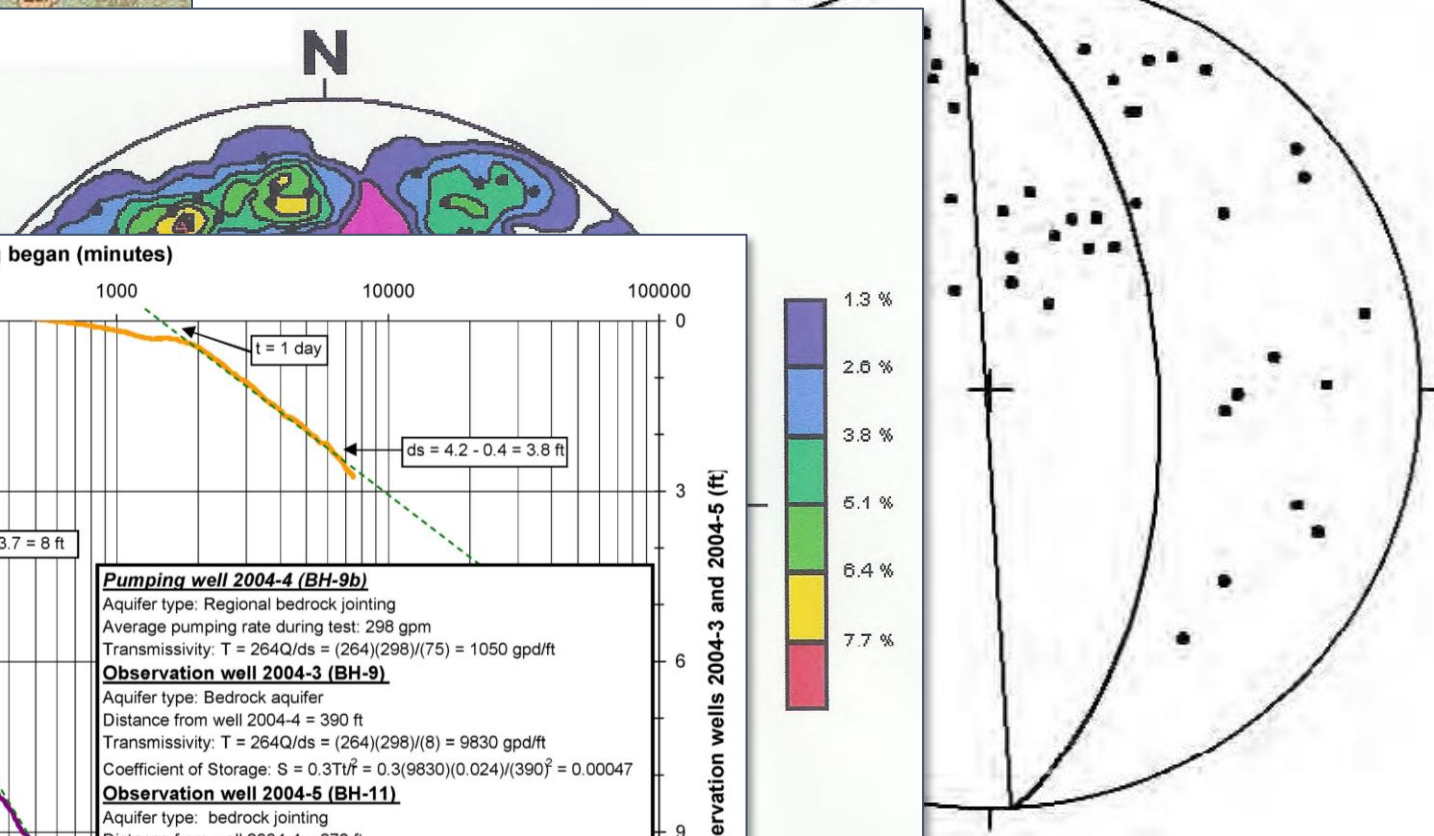 N
began (minutes)
1000
10000
100000
0
t = 1 day
ds = 4.2 - 0.4 = 3.8 ft
3
3.7 = 8 ft
6
9
ervation wells 2004-3 and 2004-5 (ft)
Pumping well 2004-4 (BH-9b)
Aquifer type: Regional bedrock jointing
Average pumping rate during test: 298 gpm
Transmissivity: T = 264Q/ds = (264)(298)/(75) = 1050 gpd/ft
Observation well 2004-3 (BH-9)
Aquifer type: Bedrock aquifer
Distance from well 2004-4 = 390 ft
Transmissivity: T = 264Q/ds = (264)(298)/(8) = 9830 gpd/ft
Coefficient of Storage: S = 0.3Tt/r² = 0.3(9830)(0.024)/(390)² = 0.00047
Observation well 2004-5 (BH-11)
Aquifer type: bedrock jointing
1.3 %
2.6 %
3.8 %
5.1 %
6.4 %
7.7 %